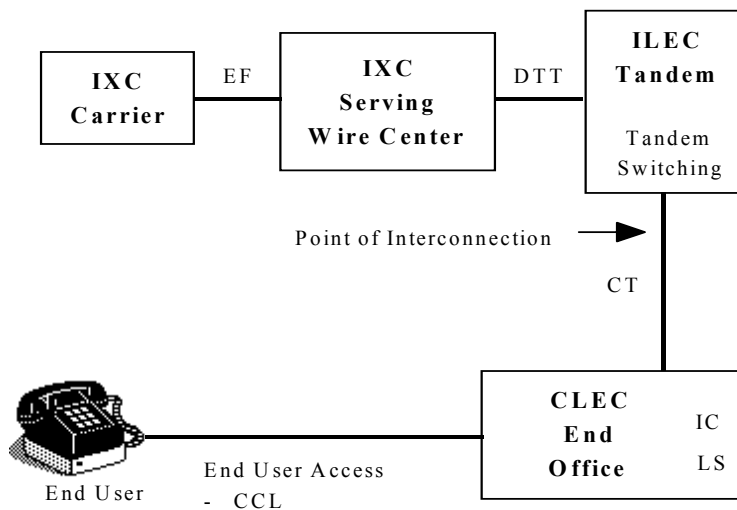 IXC
Carrier
EF
IXC
Serving
Wire Center
DTT
ILEC
Tandem
Tandem
Switching
Point of Interconnection
CT
CLEC
End
Office
IC
LS
End User
End User Access
- CCL